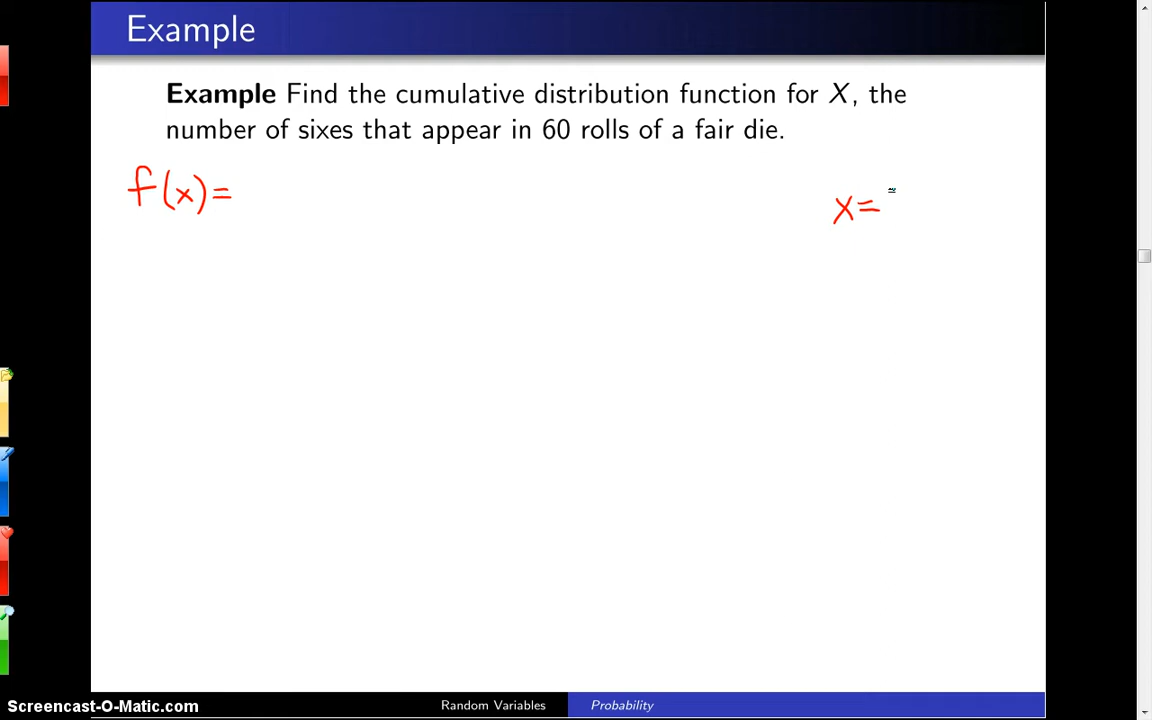 Example
Example Find the cumulative distribution function for X, the
number of sixes that appear in 60 rolls of a fair die.
f(x)=
x=
Screencast-O-Matic.com
Random Variables
Probability